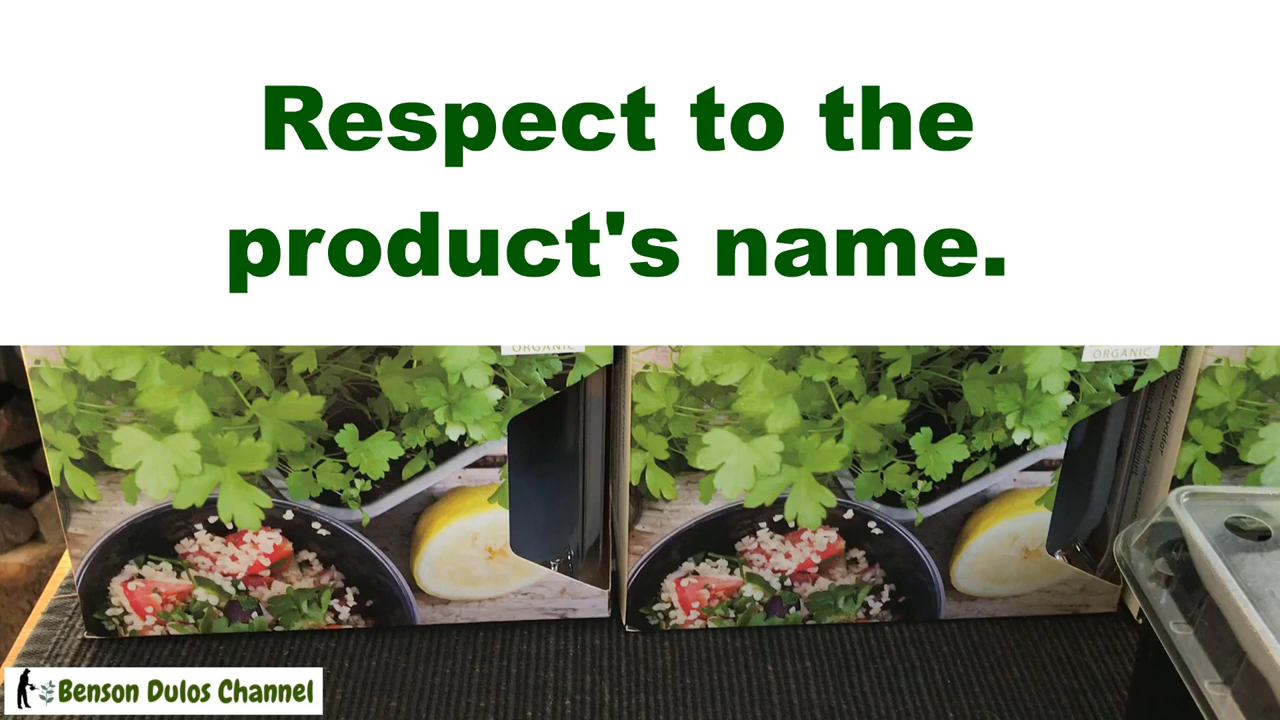 Respect to the
product's name.
ORGANIC
ORGANIC
Benson Dulos Channel